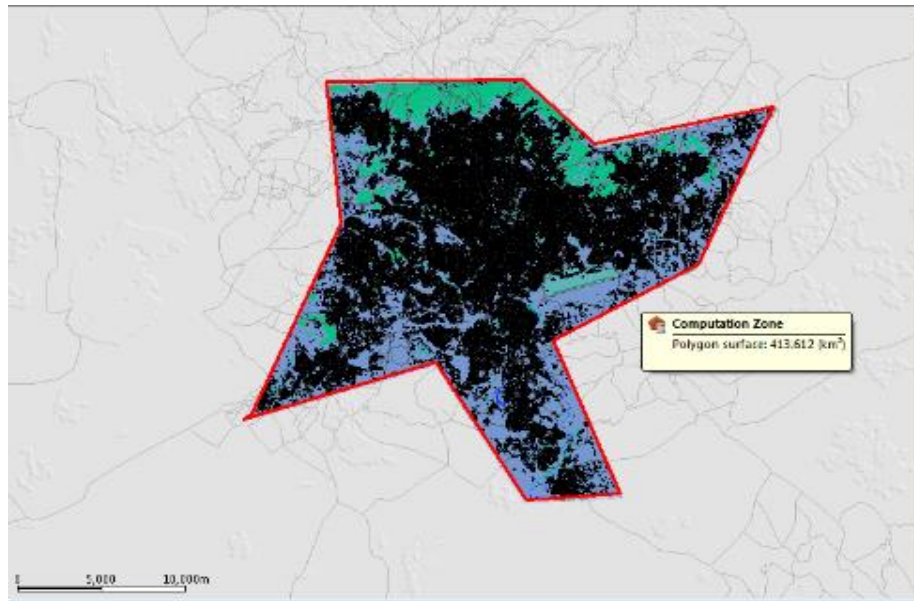 Computation Zone
Polygon surface: 413.612 (km²)
0 5,000 10,000m